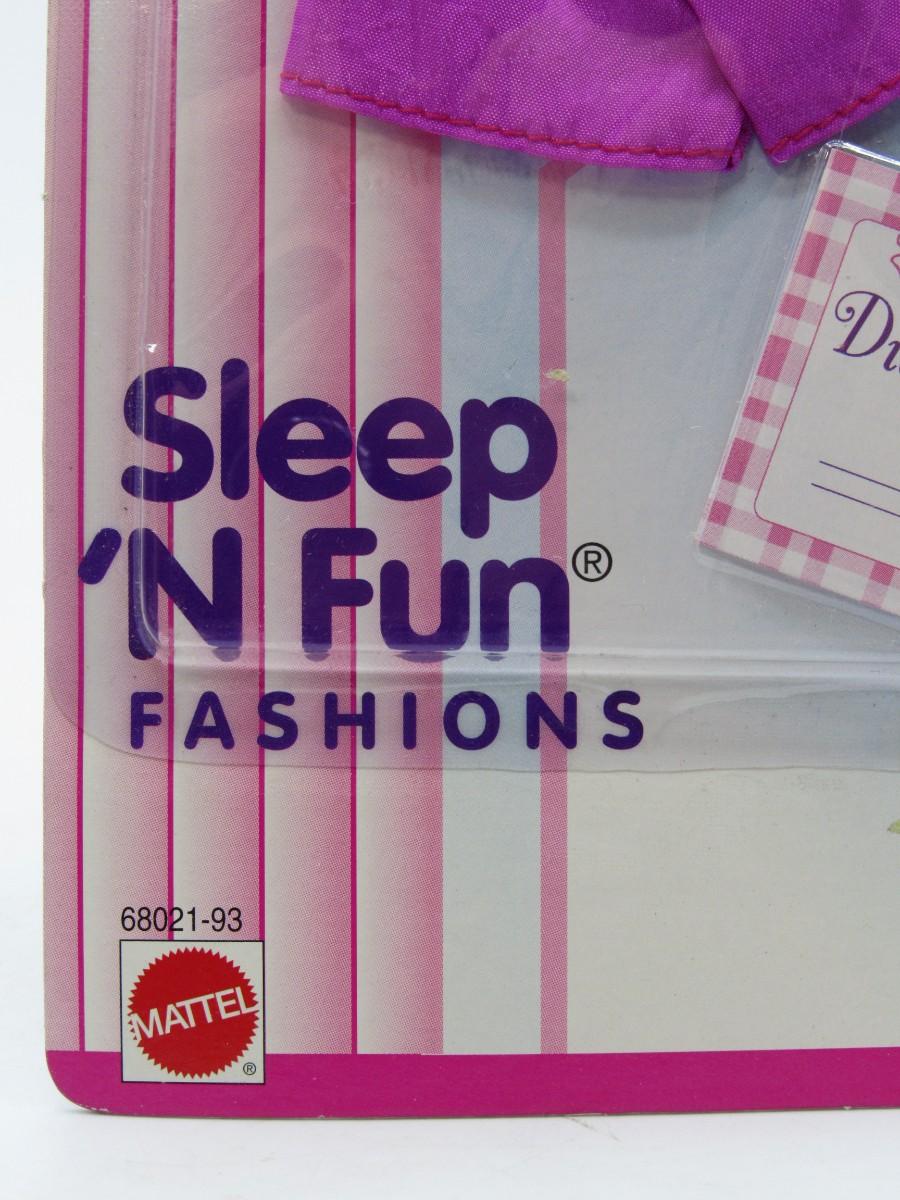 Sleep
'N Fun®
FASHIONS
68021-93
MATTEL
®